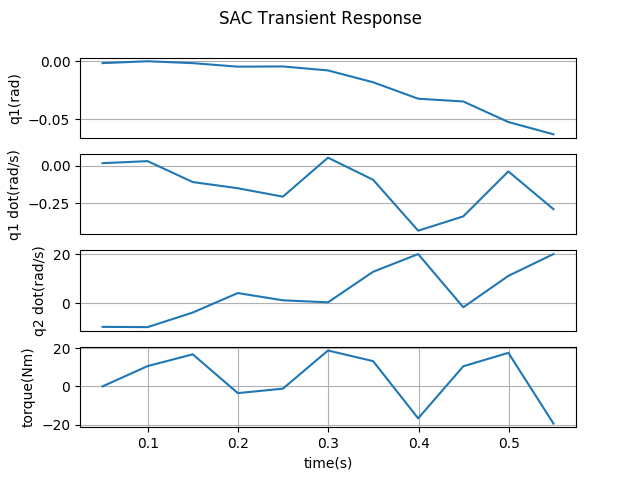 SAC Transient Response
0.00
−0.05
q1(rad)
0.00
−0.25
q1 dot(rad/s)
20
0
q2 dot(rad/s)
20
0
−20
torque(Nm)
0.1 0.2 0.3 0.4 0.5
time(s)